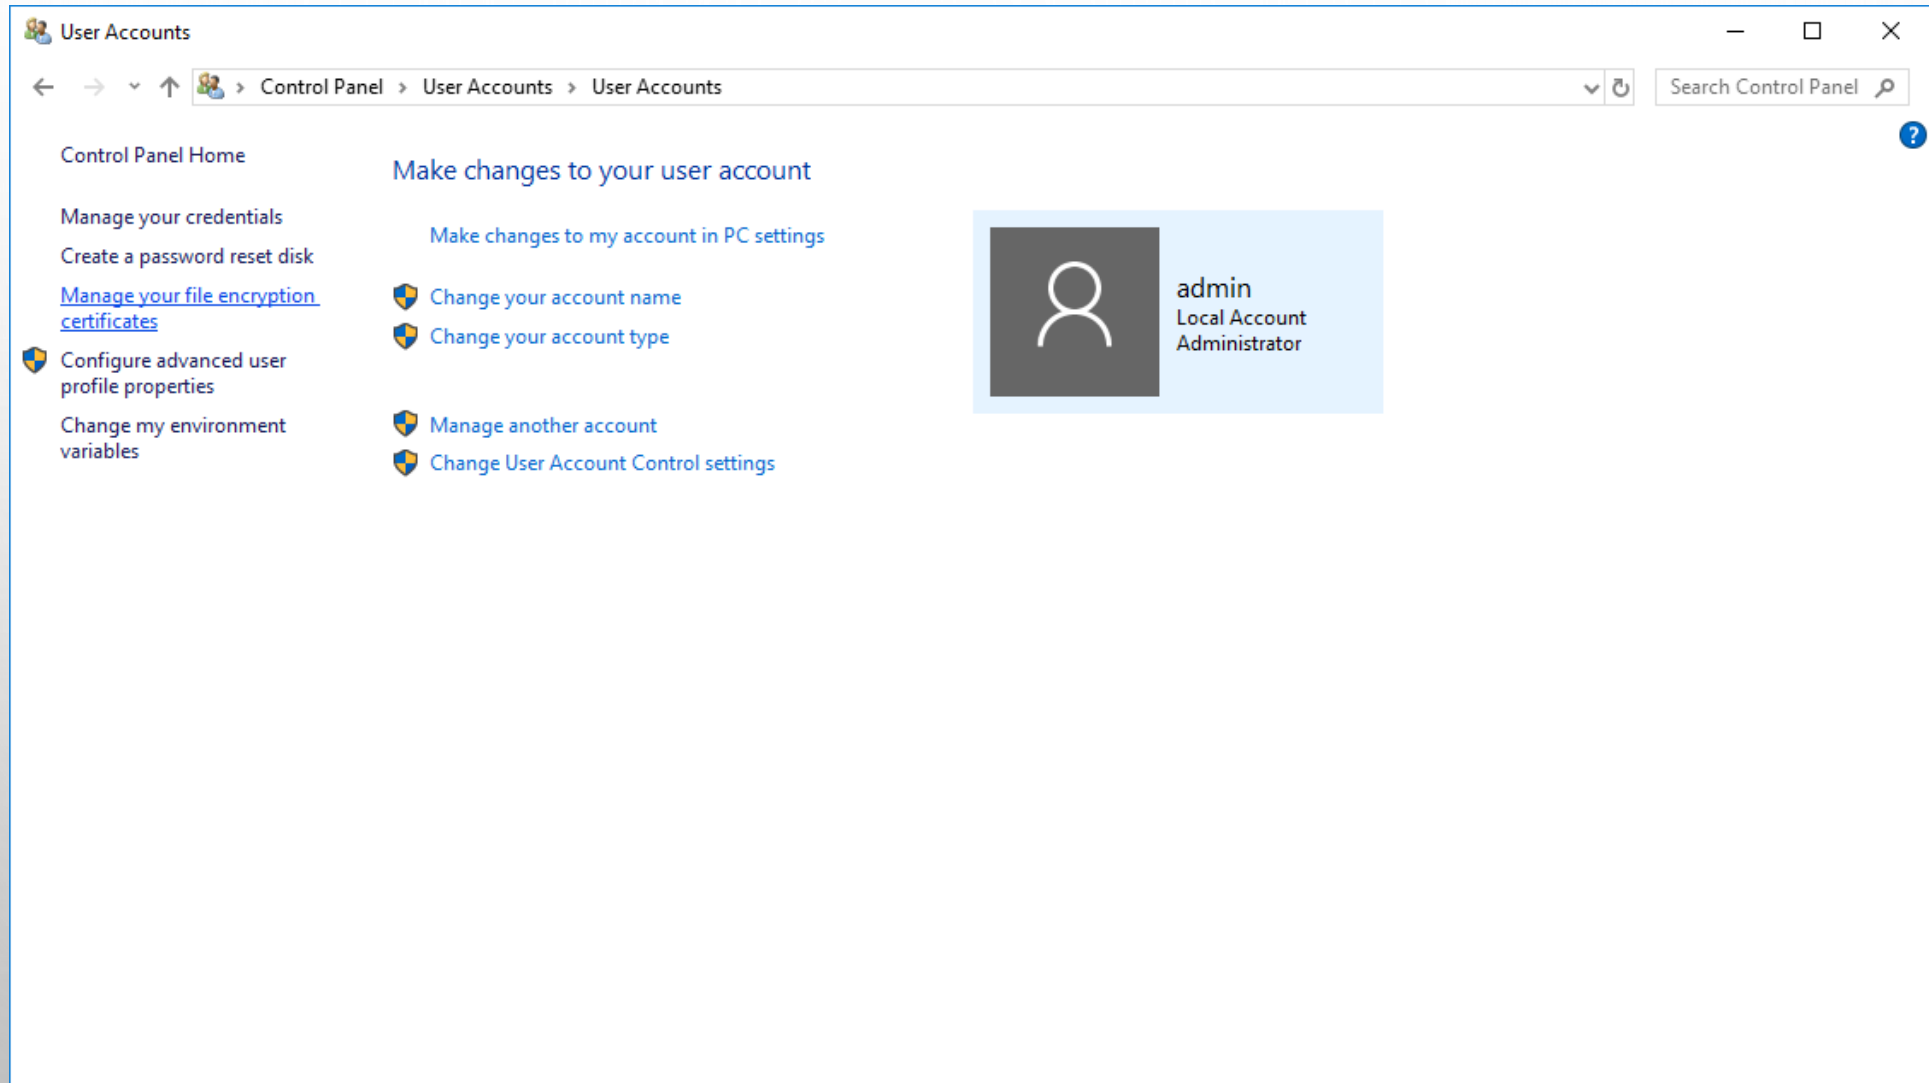 User Accounts
Control Panel > User Accounts > User Accounts
Search Control Panel
?
Control Panel Home
Manage your credentials
Create a password reset disk
Manage your file encryption
certificates
Configure advanced user
profile properties
Change my environment
variables
Make changes to your user account
Make changes to my account in PC settings
Change your account name
Change your account type
Manage another account
Change User Account Control settings
admin
Local Account
Administrator